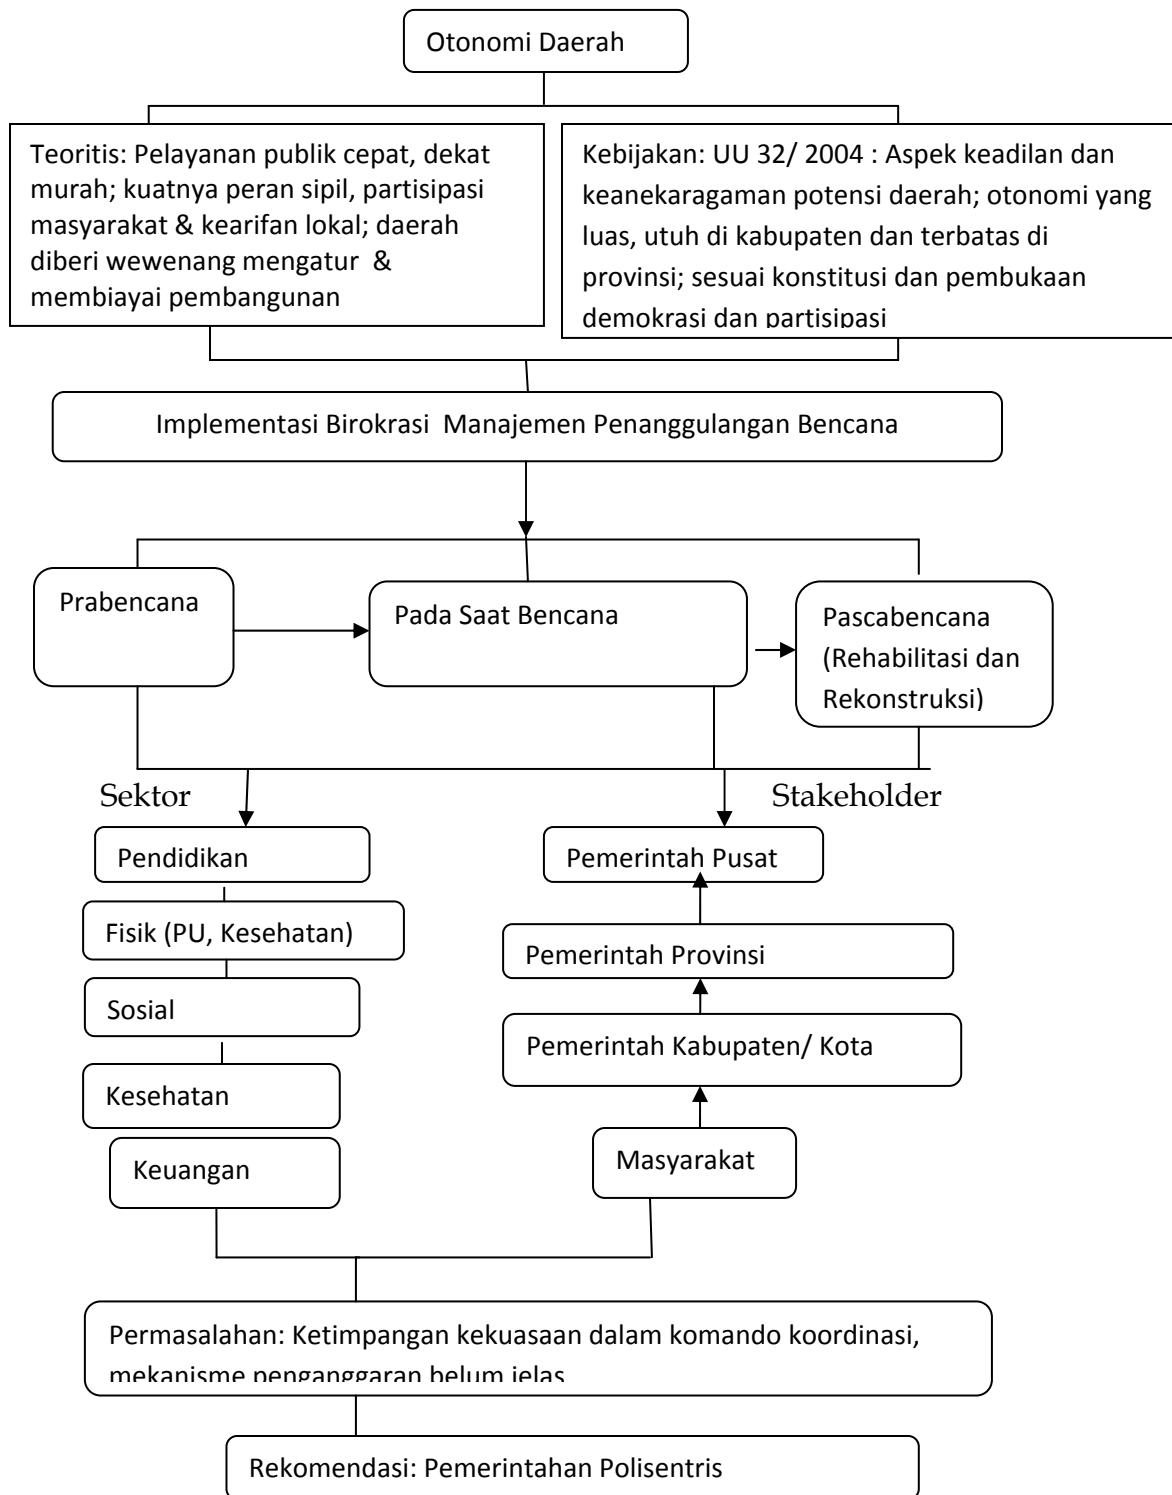 Otonomi Daerah
Teoritis: Pelayanan publik cepat, dekat
murah; kuatnya peran sipil, partisipasi
masyarakat & kearifan lokal; daerah
diberi wewenang mengatur &
membiayai pembangunan
Kebijakan: UU 32/ 2004 : Aspek keadilan dan
keanekaragaman potensi daerah; otonomi yang
luas, utuh di kabupaten dan terbatas di
provinsi; sesuai konstitusi dan pembukaan
demokrasi dan partisipasi
Implementasi Birokrasi Manajemen Penanggulangan Bencana
Prabencana
Pada Saat Bencana
Pascabencana
(Rehabilitasi dan
Rekonstruksi)
Sektor
Stakeholder
Pendidikan
Pemerintah Pusat
Fisik (PU, Kesehatan)
Pemerintah Provinsi
Sosial
Pemerintah Kabupaten/ Kota
Kesehatan
Masyarakat
Keuangan
Permasalahan: Ketimpangan kekuasaan dalam komando koordinasi,
mekanisme penganggaran belum jelas
Rekomendasi: Pemerintahan Polisentris